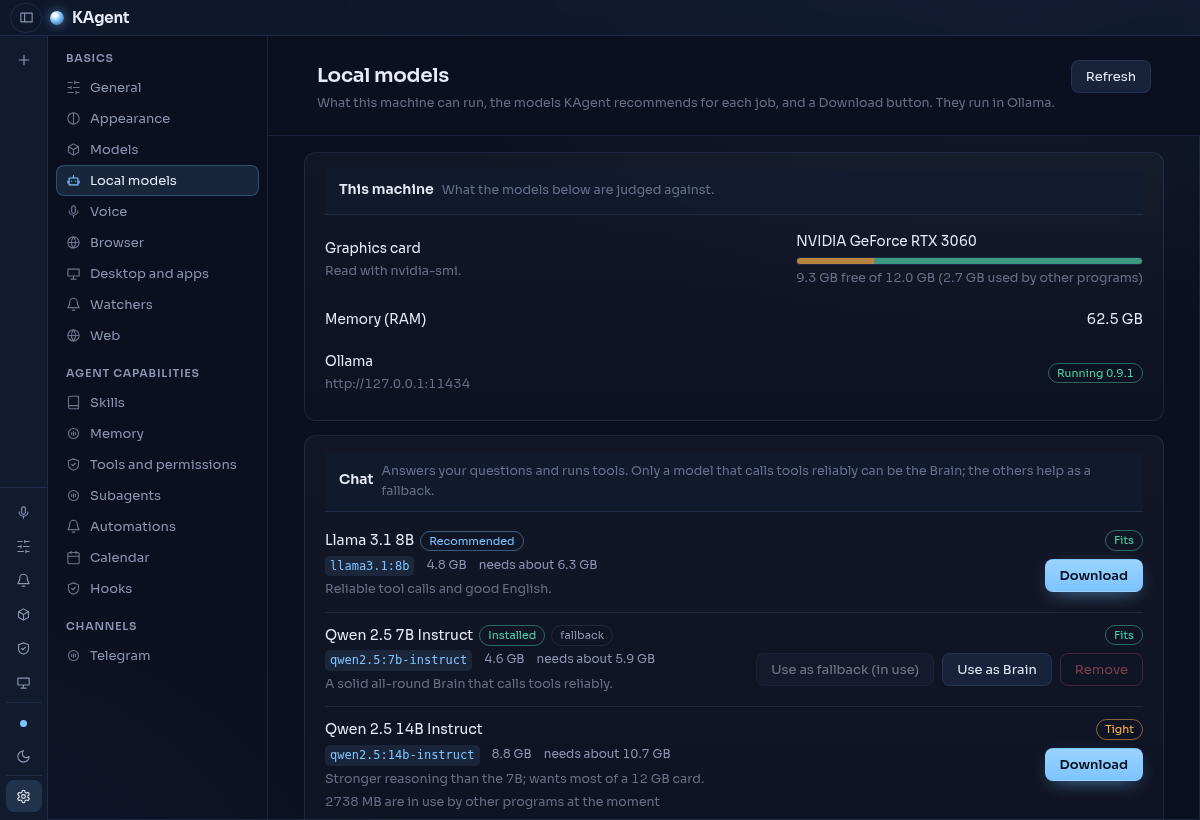 KAgent
BASICS
General
Appearance
Models
Local models
Voice
Browser
Desktop and apps
Watchers
Web
AGENT CAPABILITIES
Skills
Memory
Tools and permissions
Subagents
Automations
Calendar
Hooks
CHANNELS
Telegram
Local models
Refresh
What this machine can run, the models KAgent recommends for each job, and a Download button. They run in Ollama.
This machine What the models below are judged against.
Graphics card
Read with nvidia-smi.
NVIDIA GeForce RTX 3060
9.3 GB free of 12.0 GB (2.7 GB used by other programs)
Memory (RAM) 62.5 GB
Ollama
http://127.0.0.1:11434
Running 0.9.1
Chat Answers your questions and runs tools. Only a model that calls tools reliably can be the Brain; the others help as a
fallback.
Llama 3.1 8B Recommended Fits
llama3.1:8b 4.8 GB needs about 6.3 GB
Download
Reliable tool calls and good English.
Qwen 2.5 7B Instruct Installed fallback Fits
qwen2.5:7b-instruct 4.6 GB needs about 5.9 GB
Use as fallback (in use) Use as Brain Remove
A solid all-round Brain that calls tools reliably.
Qwen 2.5 14B Instruct Tight
qwen2.5:14b-instruct 8.8 GB needs about 10.7 GB
Download
Stronger reasoning than the 7B; wants most of a 12 GB card.
2738 MB are in use by other programs at the moment